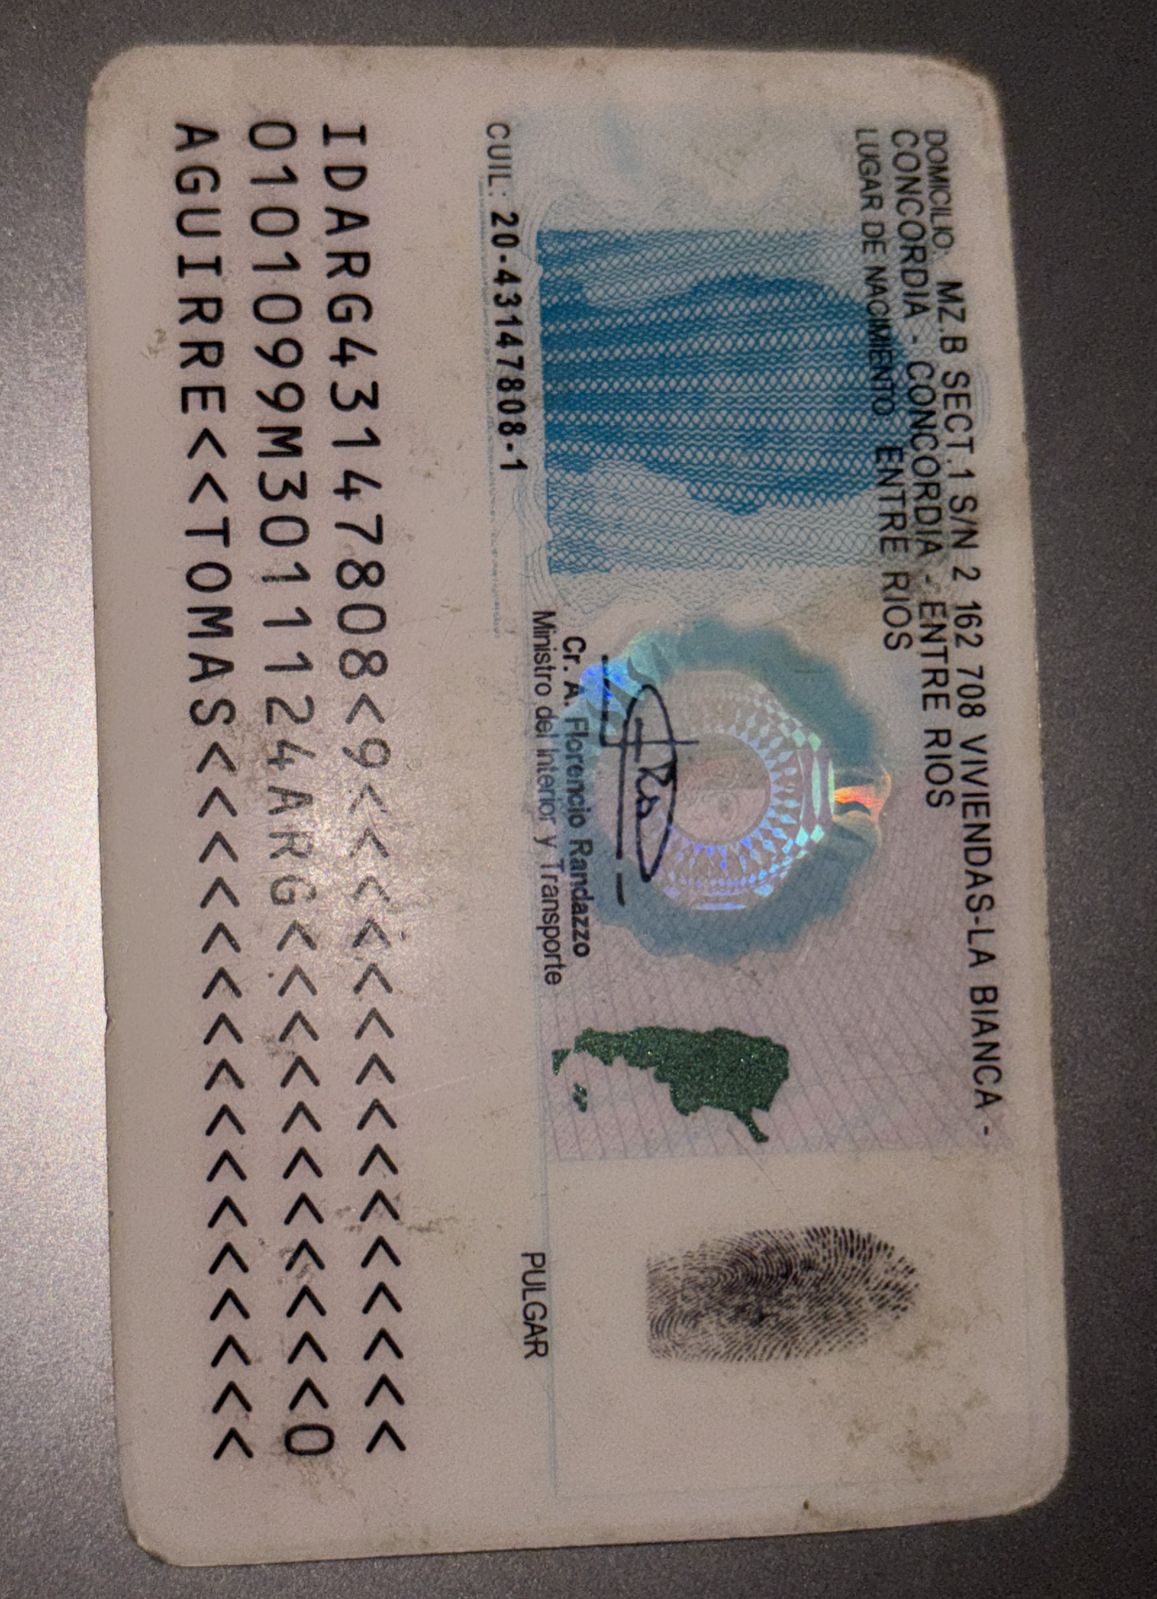 DOMICILIO: MZ.B SECT.1 S/N 2 162 708 VIVIENDAS-LA BIANCA -
CONCORDIA - CONCORDIA - ENTRE RIOS
LUGAR DE NACIMIENTO: ENTRE RIOS
Cr. A. Florencio Randazzo
Ministro del Interior y Transporte
CUIL: 20-43147808-1
PULGAR
IDARG43147808<9<<<<<<<<<<<<<<<
0101099M3011124ARG<<<<<<<<<<<0
AGUIRRE<<TOMAS<<<<<<<<<<<<<<<<